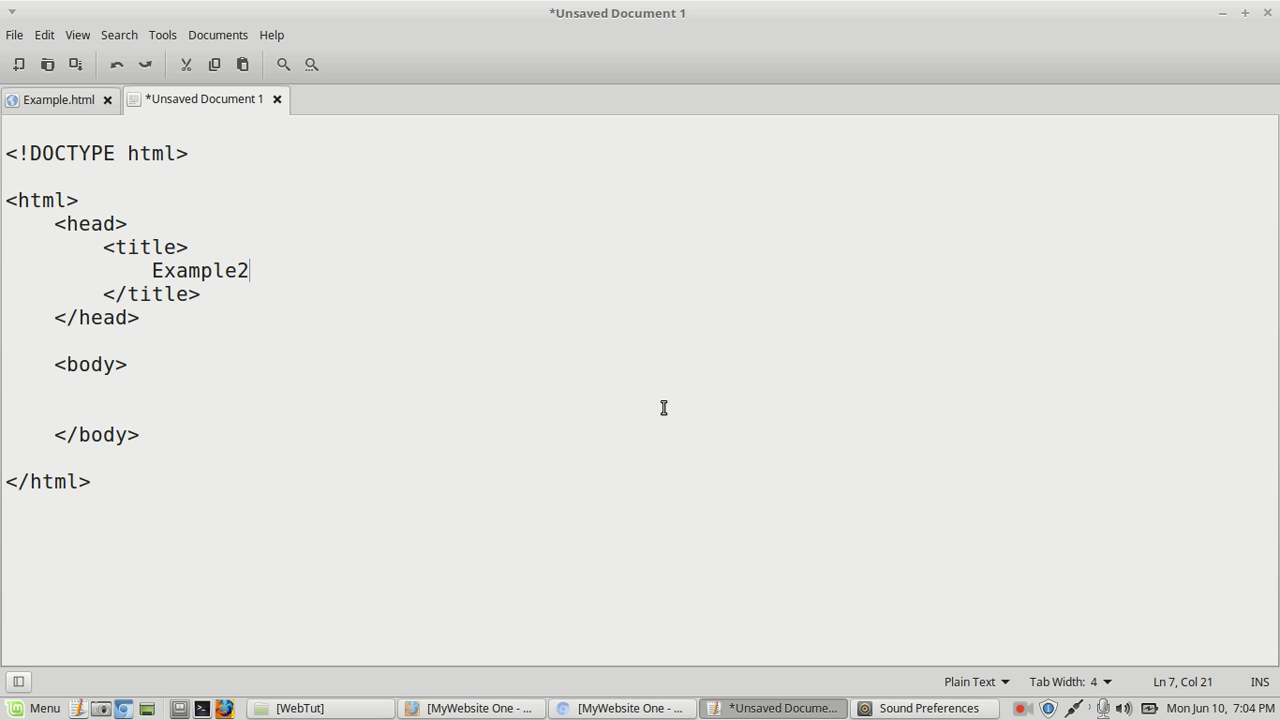 *Unsaved Document 1
File Edit View Search Tools Documents Help
Example.html *Unsaved Document 1
<!DOCTYPE html>
<html>
<head>
<title>
Example2
</title>
</head>
<body>
</body>
</html>
Plain Text Tab Width: 4 Ln 7, Col 21 INS
Menu [WebTut] [MyWebsite One - ... [MyWebsite One - ... *Unsaved Docume... Sound Preferences Mon Jun 10, 7:04 PM